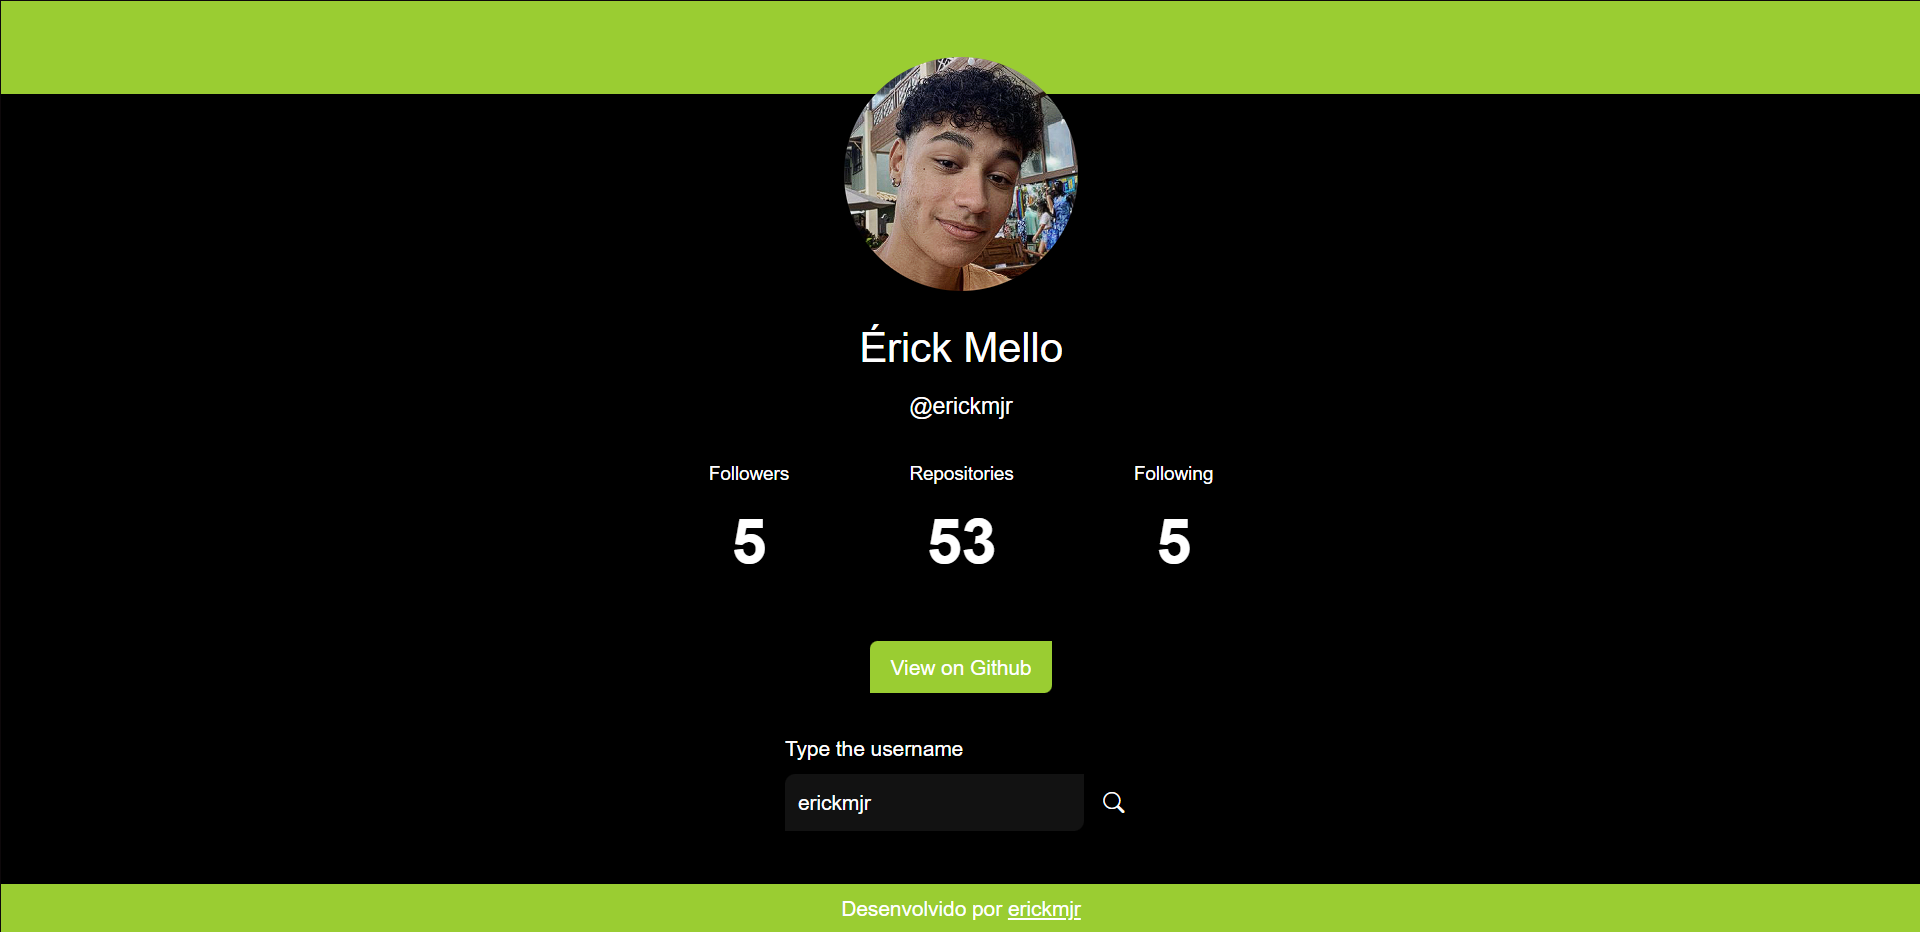 Érick Mello
@erickmjr
Followers Repositories Following
5 53 5
View on Github
Type the username
erickmjr
Desenvolvido por erickmjr